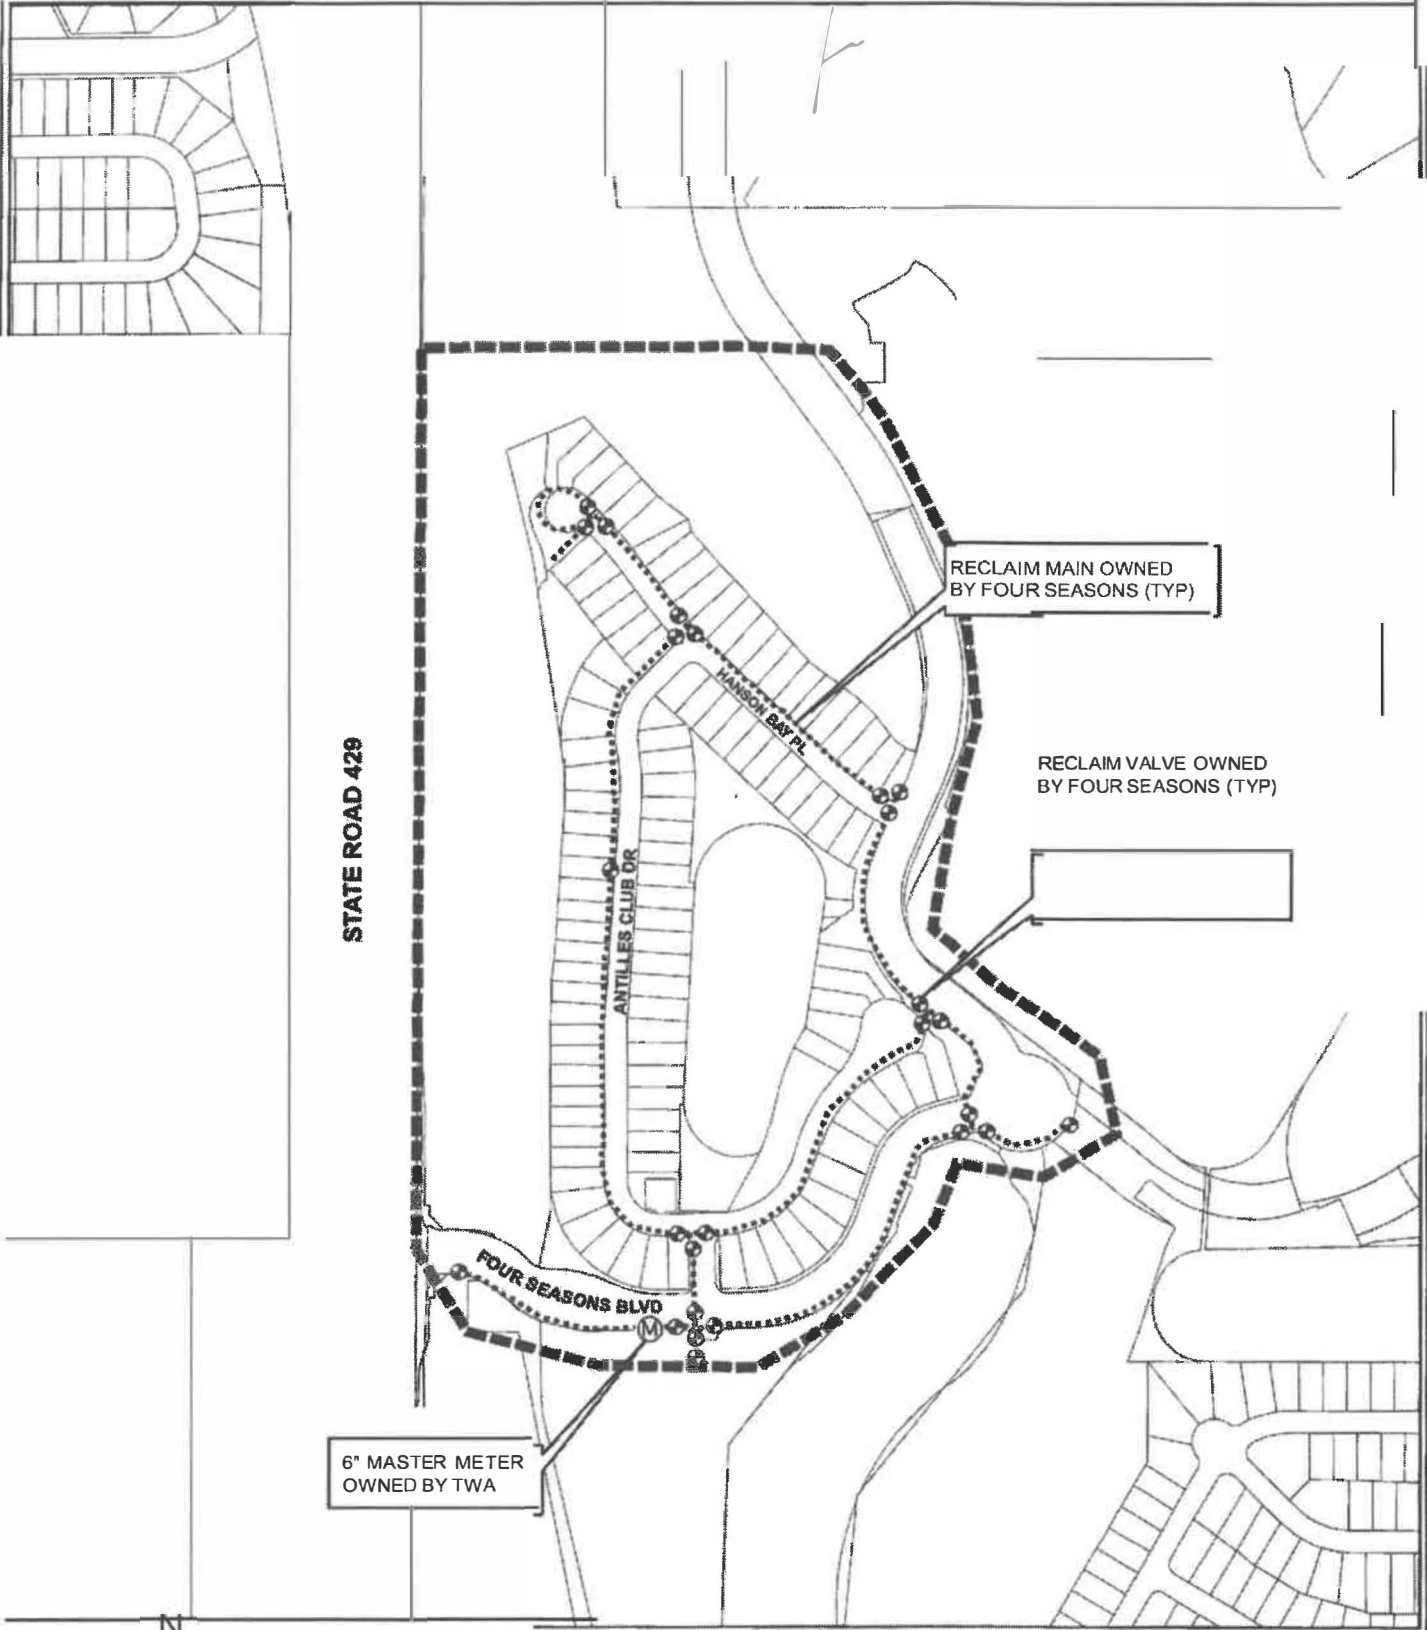 RECLAIM MAIN OWNED
BY FOUR SEASONS (TYP)
HANSON BAY PL
STATE ROAD 429
RECLAIM VALVE OWNED
BY FOUR SEASONS (TYP)
ANTILLES CLUB DR
FOUR SEASONS BLVD
M
6" MASTER METER
OWNED BY TWA
N